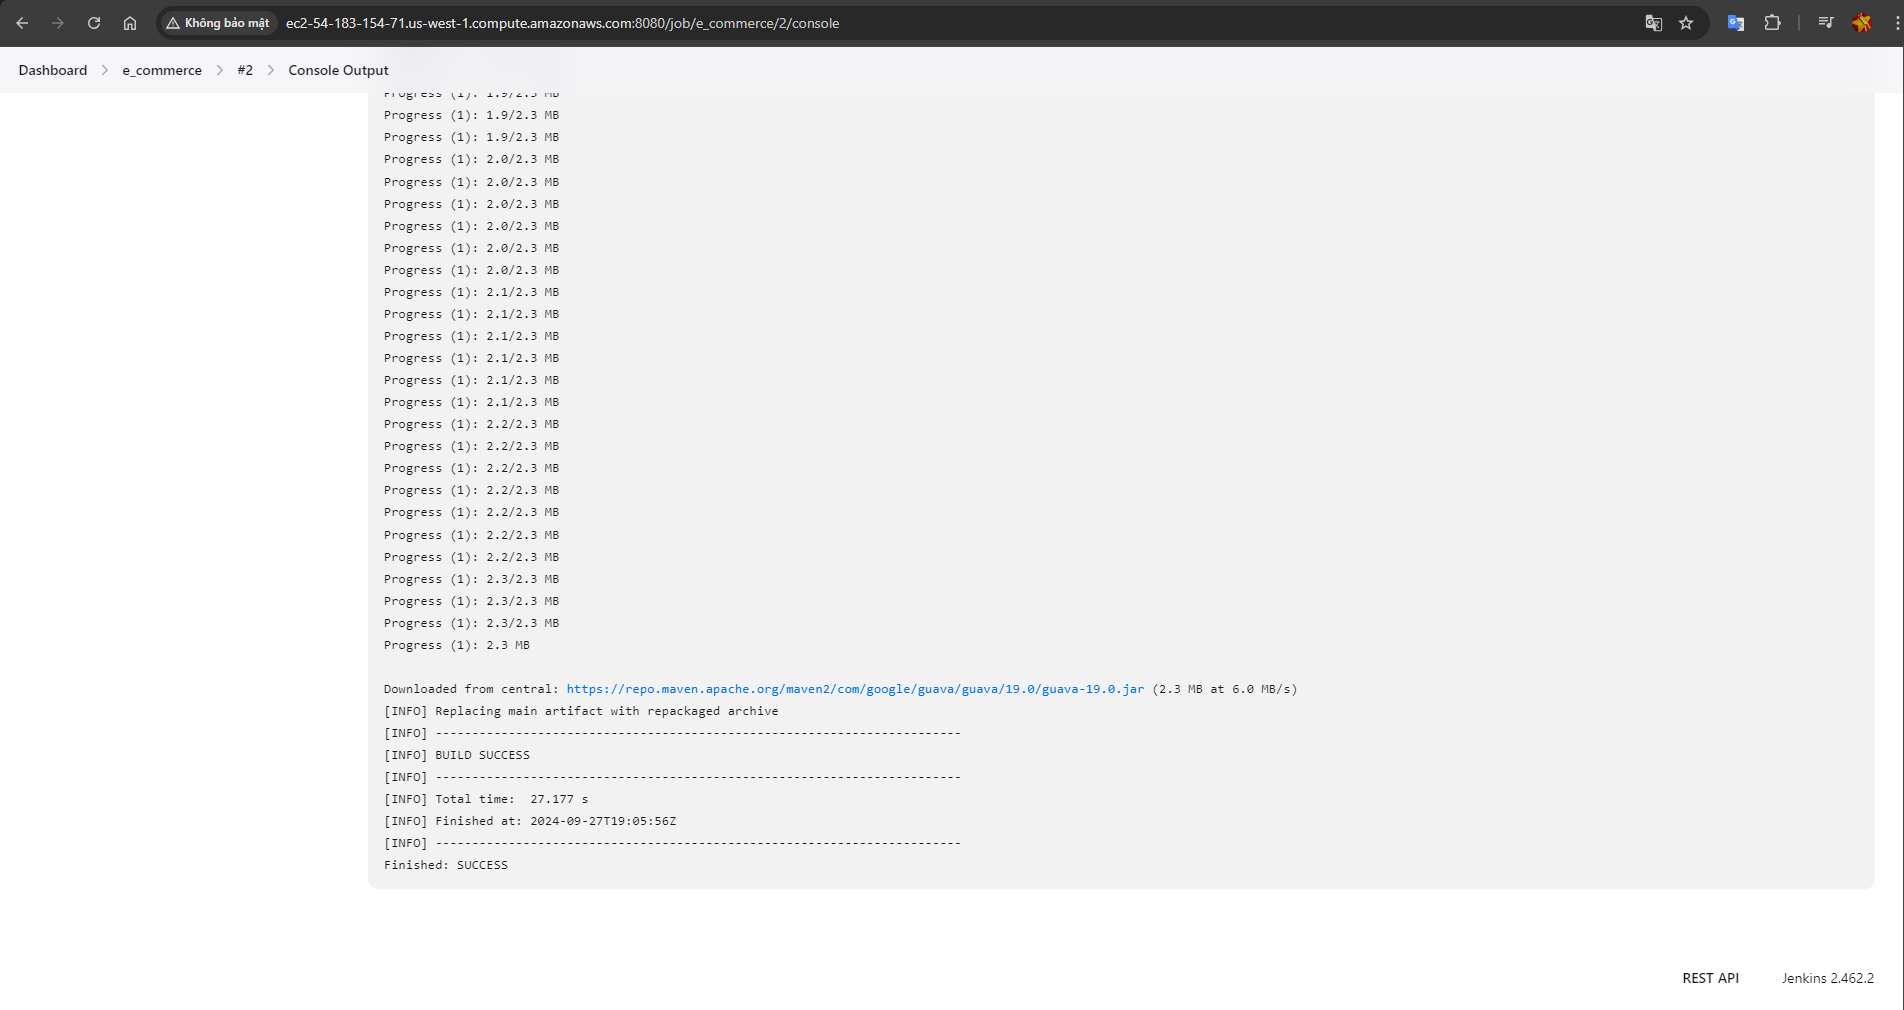 Không bảo mật
ec2-54-183-154-71.us-west-1.compute.amazonaws.com:8080/job/e_commerce/2/console
Dashboard > e_commerce > #2 > Console Output
Progress (1): 1.9/2.3 MB
Progress (1): 1.9/2.3 MB
Progress (1): 1.9/2.3 MB
Progress (1): 2.0/2.3 MB
Progress (1): 2.0/2.3 MB
Progress (1): 2.0/2.3 MB
Progress (1): 2.0/2.3 MB
Progress (1): 2.0/2.3 MB
Progress (1): 2.0/2.3 MB
Progress (1): 2.1/2.3 MB
Progress (1): 2.1/2.3 MB
Progress (1): 2.1/2.3 MB
Progress (1): 2.1/2.3 MB
Progress (1): 2.1/2.3 MB
Progress (1): 2.1/2.3 MB
Progress (1): 2.2/2.3 MB
Progress (1): 2.2/2.3 MB
Progress (1): 2.2/2.3 MB
Progress (1): 2.2/2.3 MB
Progress (1): 2.2/2.3 MB
Progress (1): 2.2/2.3 MB
Progress (1): 2.2/2.3 MB
Progress (1): 2.3/2.3 MB
Progress (1): 2.3/2.3 MB
Progress (1): 2.3/2.3 MB
Progress (1): 2.3 MB
Downloaded from central: https://repo.maven.apache.org/maven2/com/google/guava/guava/19.0/guava-19.0.jar (2.3 MB at 6.0 MB/s)
[INFO] Replacing main artifact with repackaged archive
[INFO] ------------------------------------------------------------------------
[INFO] BUILD SUCCESS
[INFO] ------------------------------------------------------------------------
[INFO] Total time:  27.177 s
[INFO] Finished at: 2024-09-27T19:05:56Z
[INFO] ------------------------------------------------------------------------
Finished: SUCCESS
REST API
Jenkins 2.462.2